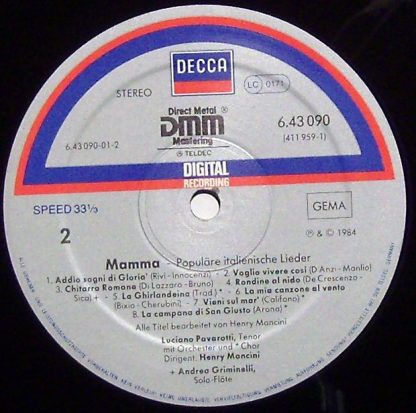 DECCA
STEREO
LC 0171
Direct Metal ®
DMM
Mastering
℗ TELDEC
6.43090-01-2
6.43 090
(411 959-1)
DIGITAL
RECORDING
SPEED 33⅓
GEMA
2
℗ & © 1984
Mamma - Populäre italienische Lieder
1. Addio sogni di Gloria' (Rivi-Innocenzi) - 2. Voglio vivere così (D'Anzi-Manlio)
3. Chitarra Romana (Di Lazzaro-Bruno) - 4. Rondine al nido (De Crescenzo-
Sica)+ - 5. La Ghirlandeina (Trad.)* - 6. La mia canzone al vento
(Bixio-Cherubini) - 7. Vieni sul mar' (Califano)*
8. La campana di San Giusto (Arona)*
Alle Titel bearbeitet von Henry Mancini
Luciano Pavarotti, Tenor
mit Orchester und *Chor
Dirigent: Henry Mancini
+ Andrea Griminelli,
Solo-Flöte